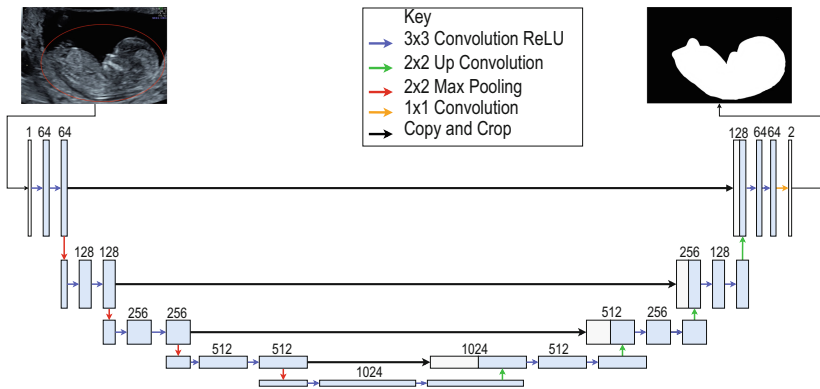 Key
3x3 Convolution ReLU
2x2 Up Convolution
2x2 Max Pooling
1x1 Convolution
Copy and Crop
1 64 64
128 64 64 2
128 128
256 128
256 256
512 256
512 512
1024 512
1024